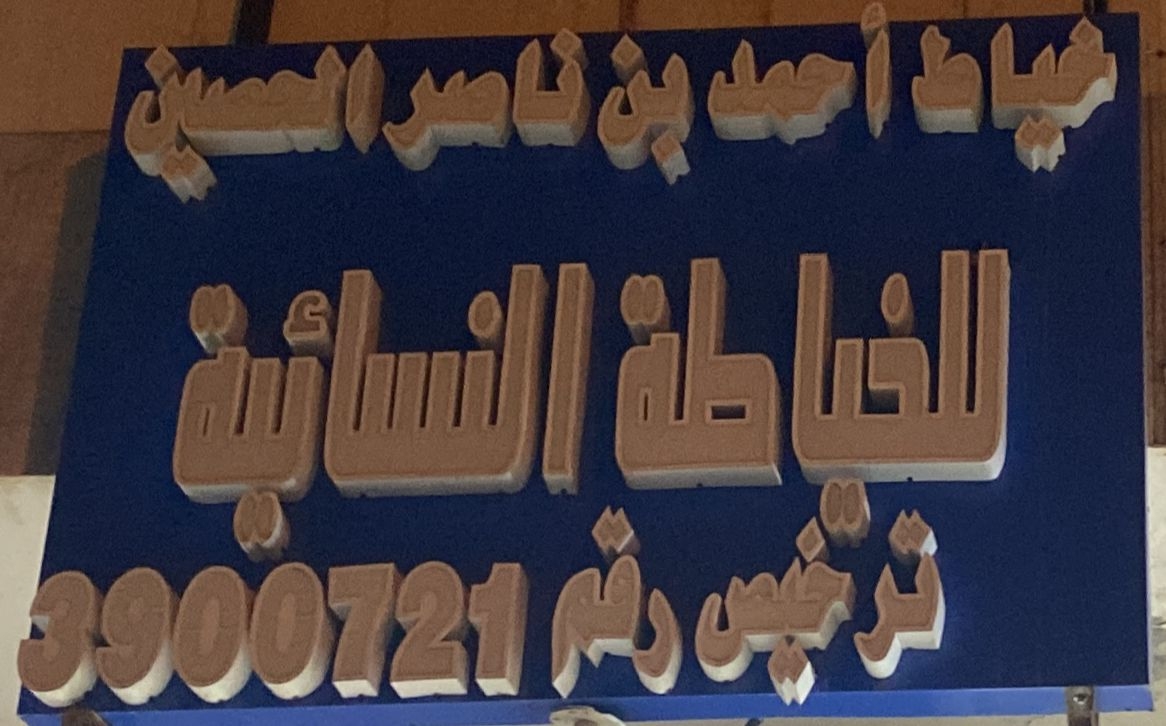 خياط أحمد بن ناصر الحصين
للخياطة النسائية
ترخيص رقم 3900721